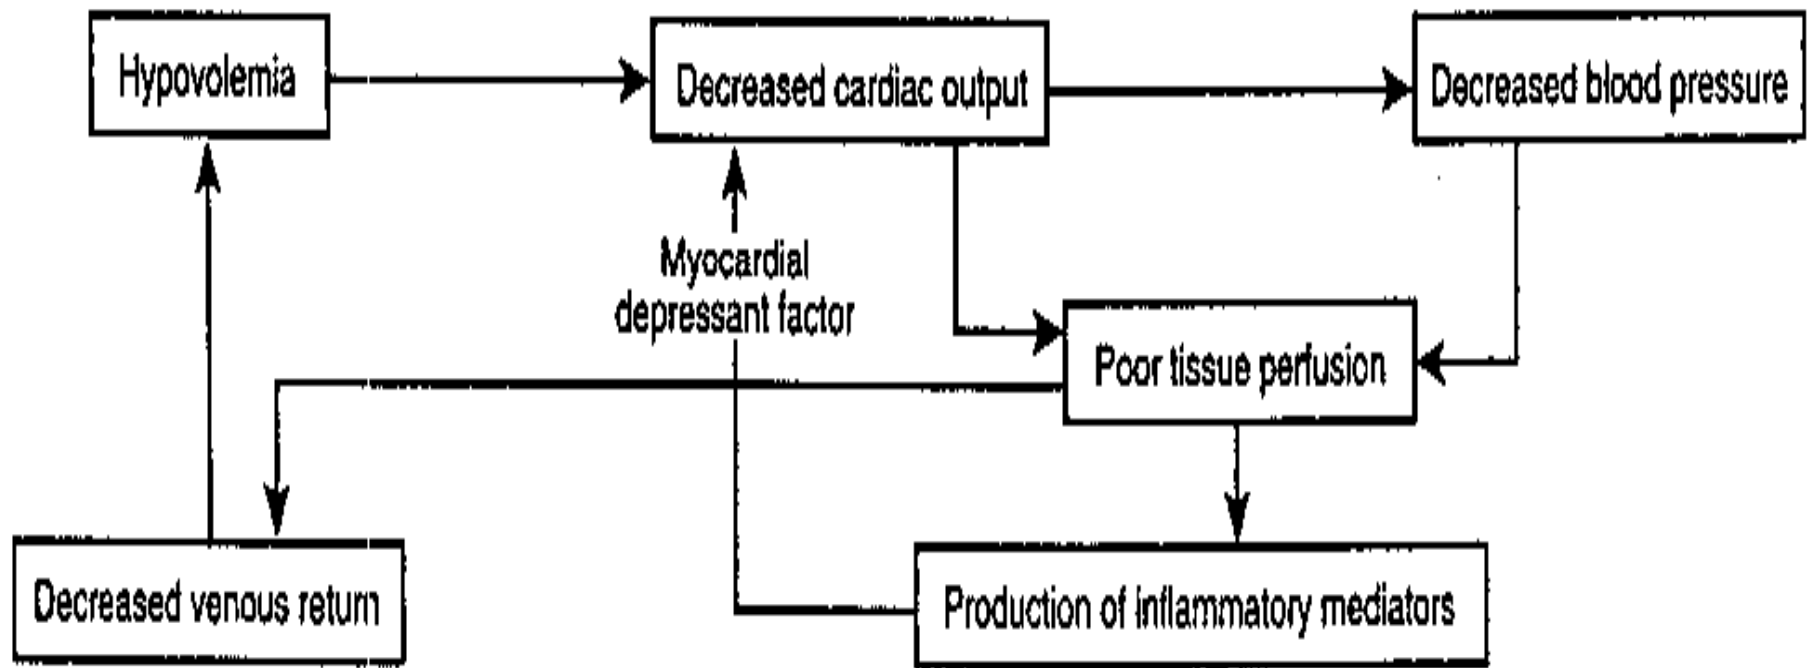 Hypovolemia
Decreased cardiac output
Decreased blood pressure
Myocardial
depressant factor
Poor tissue perfusion
Decreased venous return
Production of inflammatory mediators